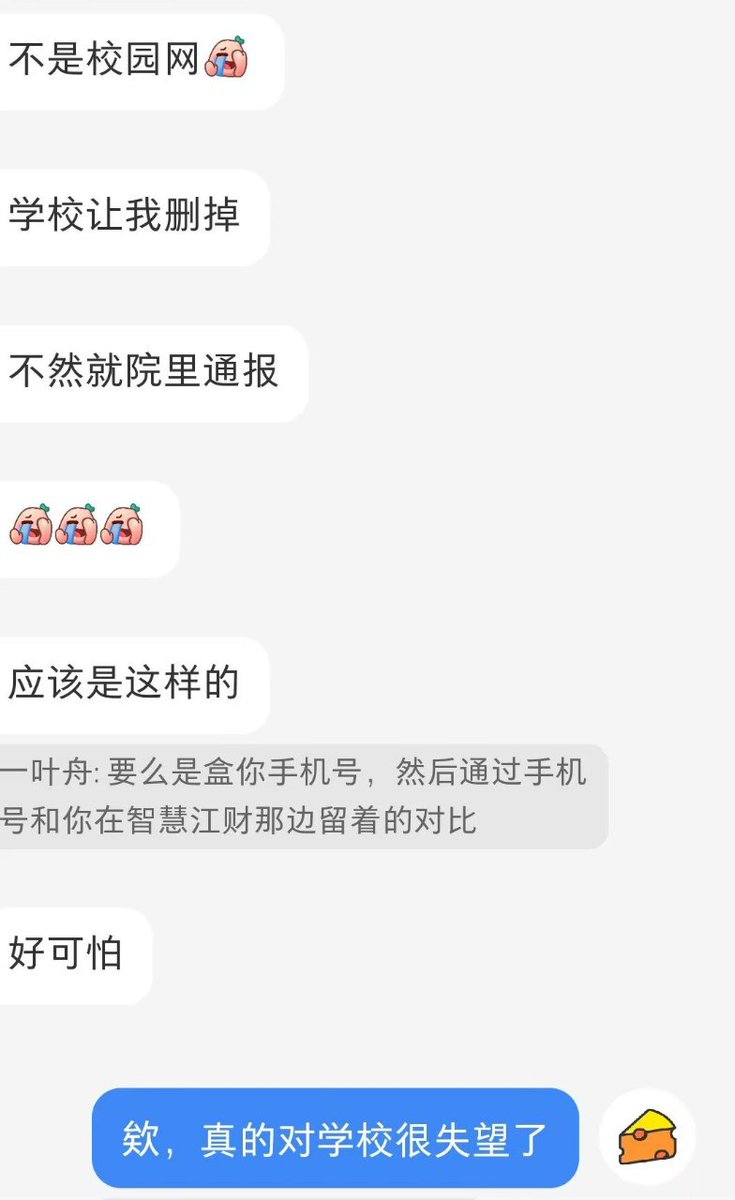 不是校园网
学校让我删掉
不然就院里通报
应该是这样的
一叶舟: 要么是盒你手机号，然后通过手机
号和你在智慧江财那边留着的对比
好可怕
欸，真的对学校很失望了